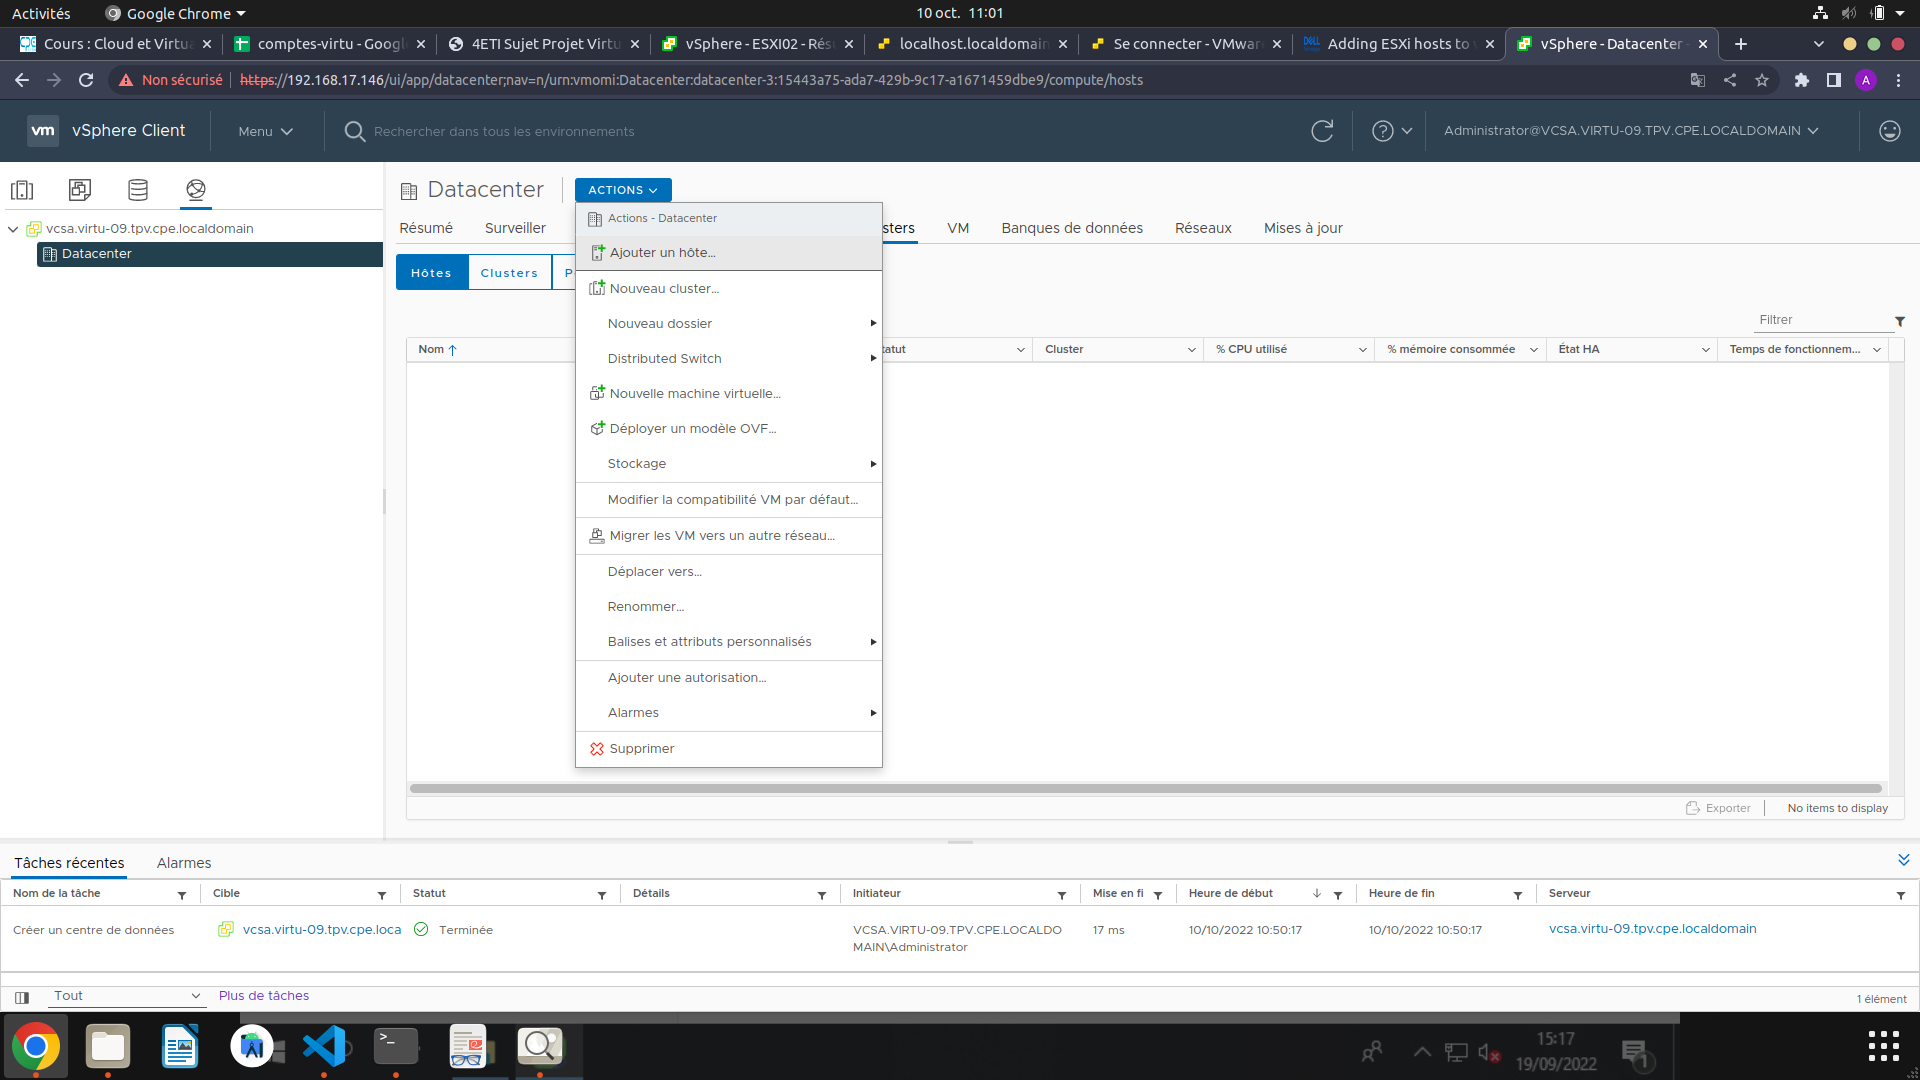 Activités
Google Chrome
10 oct. 11:01
Cours : Cloud et Virtua
comptes-virtu - Google
4ETI Sujet Projet Virtu
vSphere - ESXI02 - Rés
localhost.localdomain
Se connecter - VMwar
DELL
Adding ESXi hosts to v
vSphere - Datacenter -
Non sécurisé
https://192.168.17.146/ui/app/datacenter;nav=n/urn:vmomi:Datacenter:datacenter-3:15443a75-ada7-429b-9c17-a1671459dbe9/compute/hosts
A
vm
vSphere Client
Menu
Rechercher dans tous les environnements
Administrator@VCSA.VIRTU-09.TPV.CPE.LOCALDOMAIN
vcsa.virtu-09.tpv.cpe.localdomain
Datacenter
Datacenter
ACTIONS
Résumé
Surveiller
sters
VM
Banques de données
Réseaux
Mises à jour
Hôtes
Clusters
P
Actions - Datacenter
Ajouter un hôte...
Nouveau cluster...
Nouveau dossier
Distributed Switch
Nouvelle machine virtuelle...
Déployer un modèle OVF...
Stockage
Modifier la compatibilité VM par défaut...
Migrer les VM vers un autre réseau...
Déplacer vers...
Renommer...
Balises et attributs personnalisés
Ajouter une autorisation...
Alarmes
Supprimer
Filtrer
Nom
tatut
Cluster
% CPU utilisé
% mémoire consommée
État HA
Temps de fonctionnem...
Exporter
No items to display
Tâches récentes
Alarmes
Nom de la tâche
Cible
Statut
Détails
Initiateur
Mise en fi
Heure de début
Heure de fin
Serveur
Créer un centre de données
vcsa.virtu-09.tpv.cpe.loca
Terminée
VCSA.VIRTU-09.TPV.CPE.LOCALDO
MAIN\Administrator
17 ms
10/10/2022 10:50:17
10/10/2022 10:50:17
vcsa.virtu-09.tpv.cpe.localdomain
Tout
Plus de tâches
1 élément
15:17
19/09/2022
1